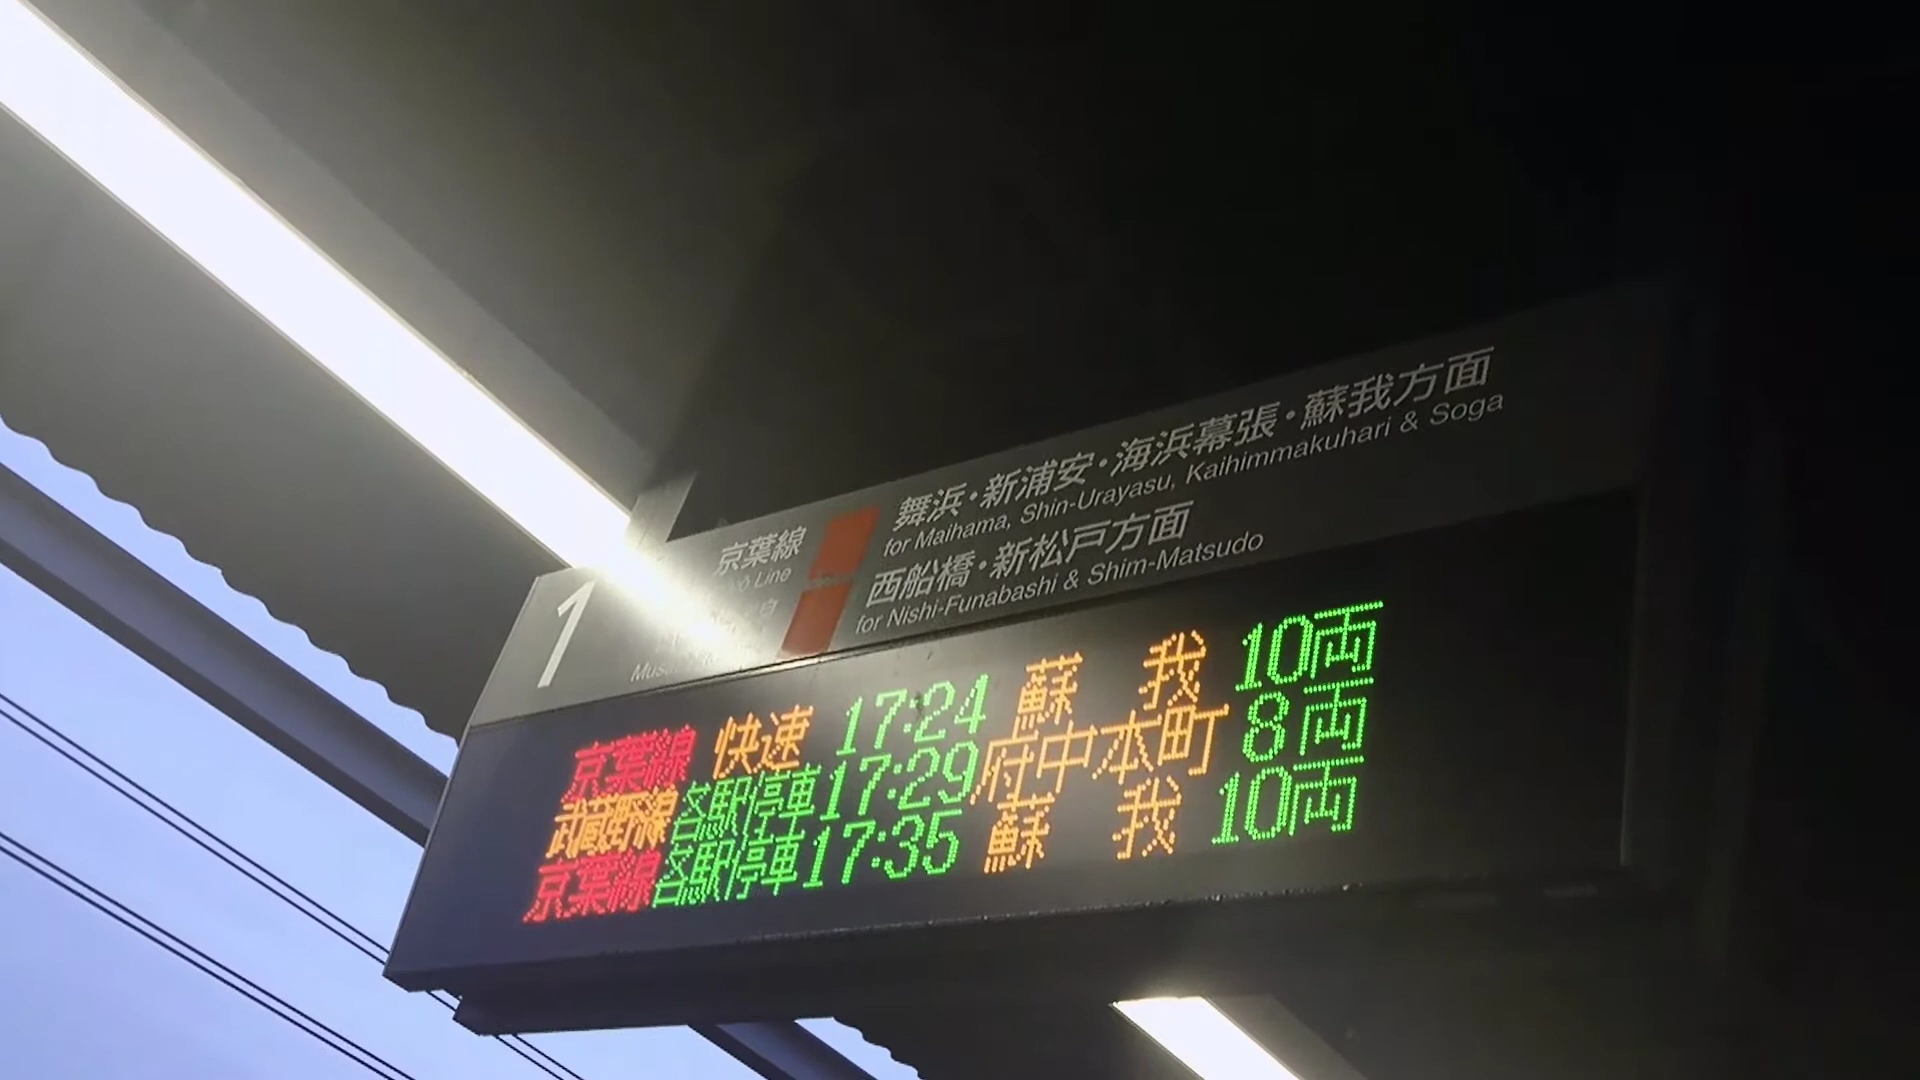 1
京葉線
Line
舞浜・新浦安・海浜幕張・蘇我方面
for Maihama, Shin-Urayasu, Kaihimmakuhari & Soga
西船橋・新松戸方面
for Nishi-Funabashi & Shim-Matsudo
京葉線 快速 17:24 蘇 我 10両
武蔵野線 各駅停車 17:29 府中本町 8両
京葉線 各駅停車 17:35 蘇 我 10両